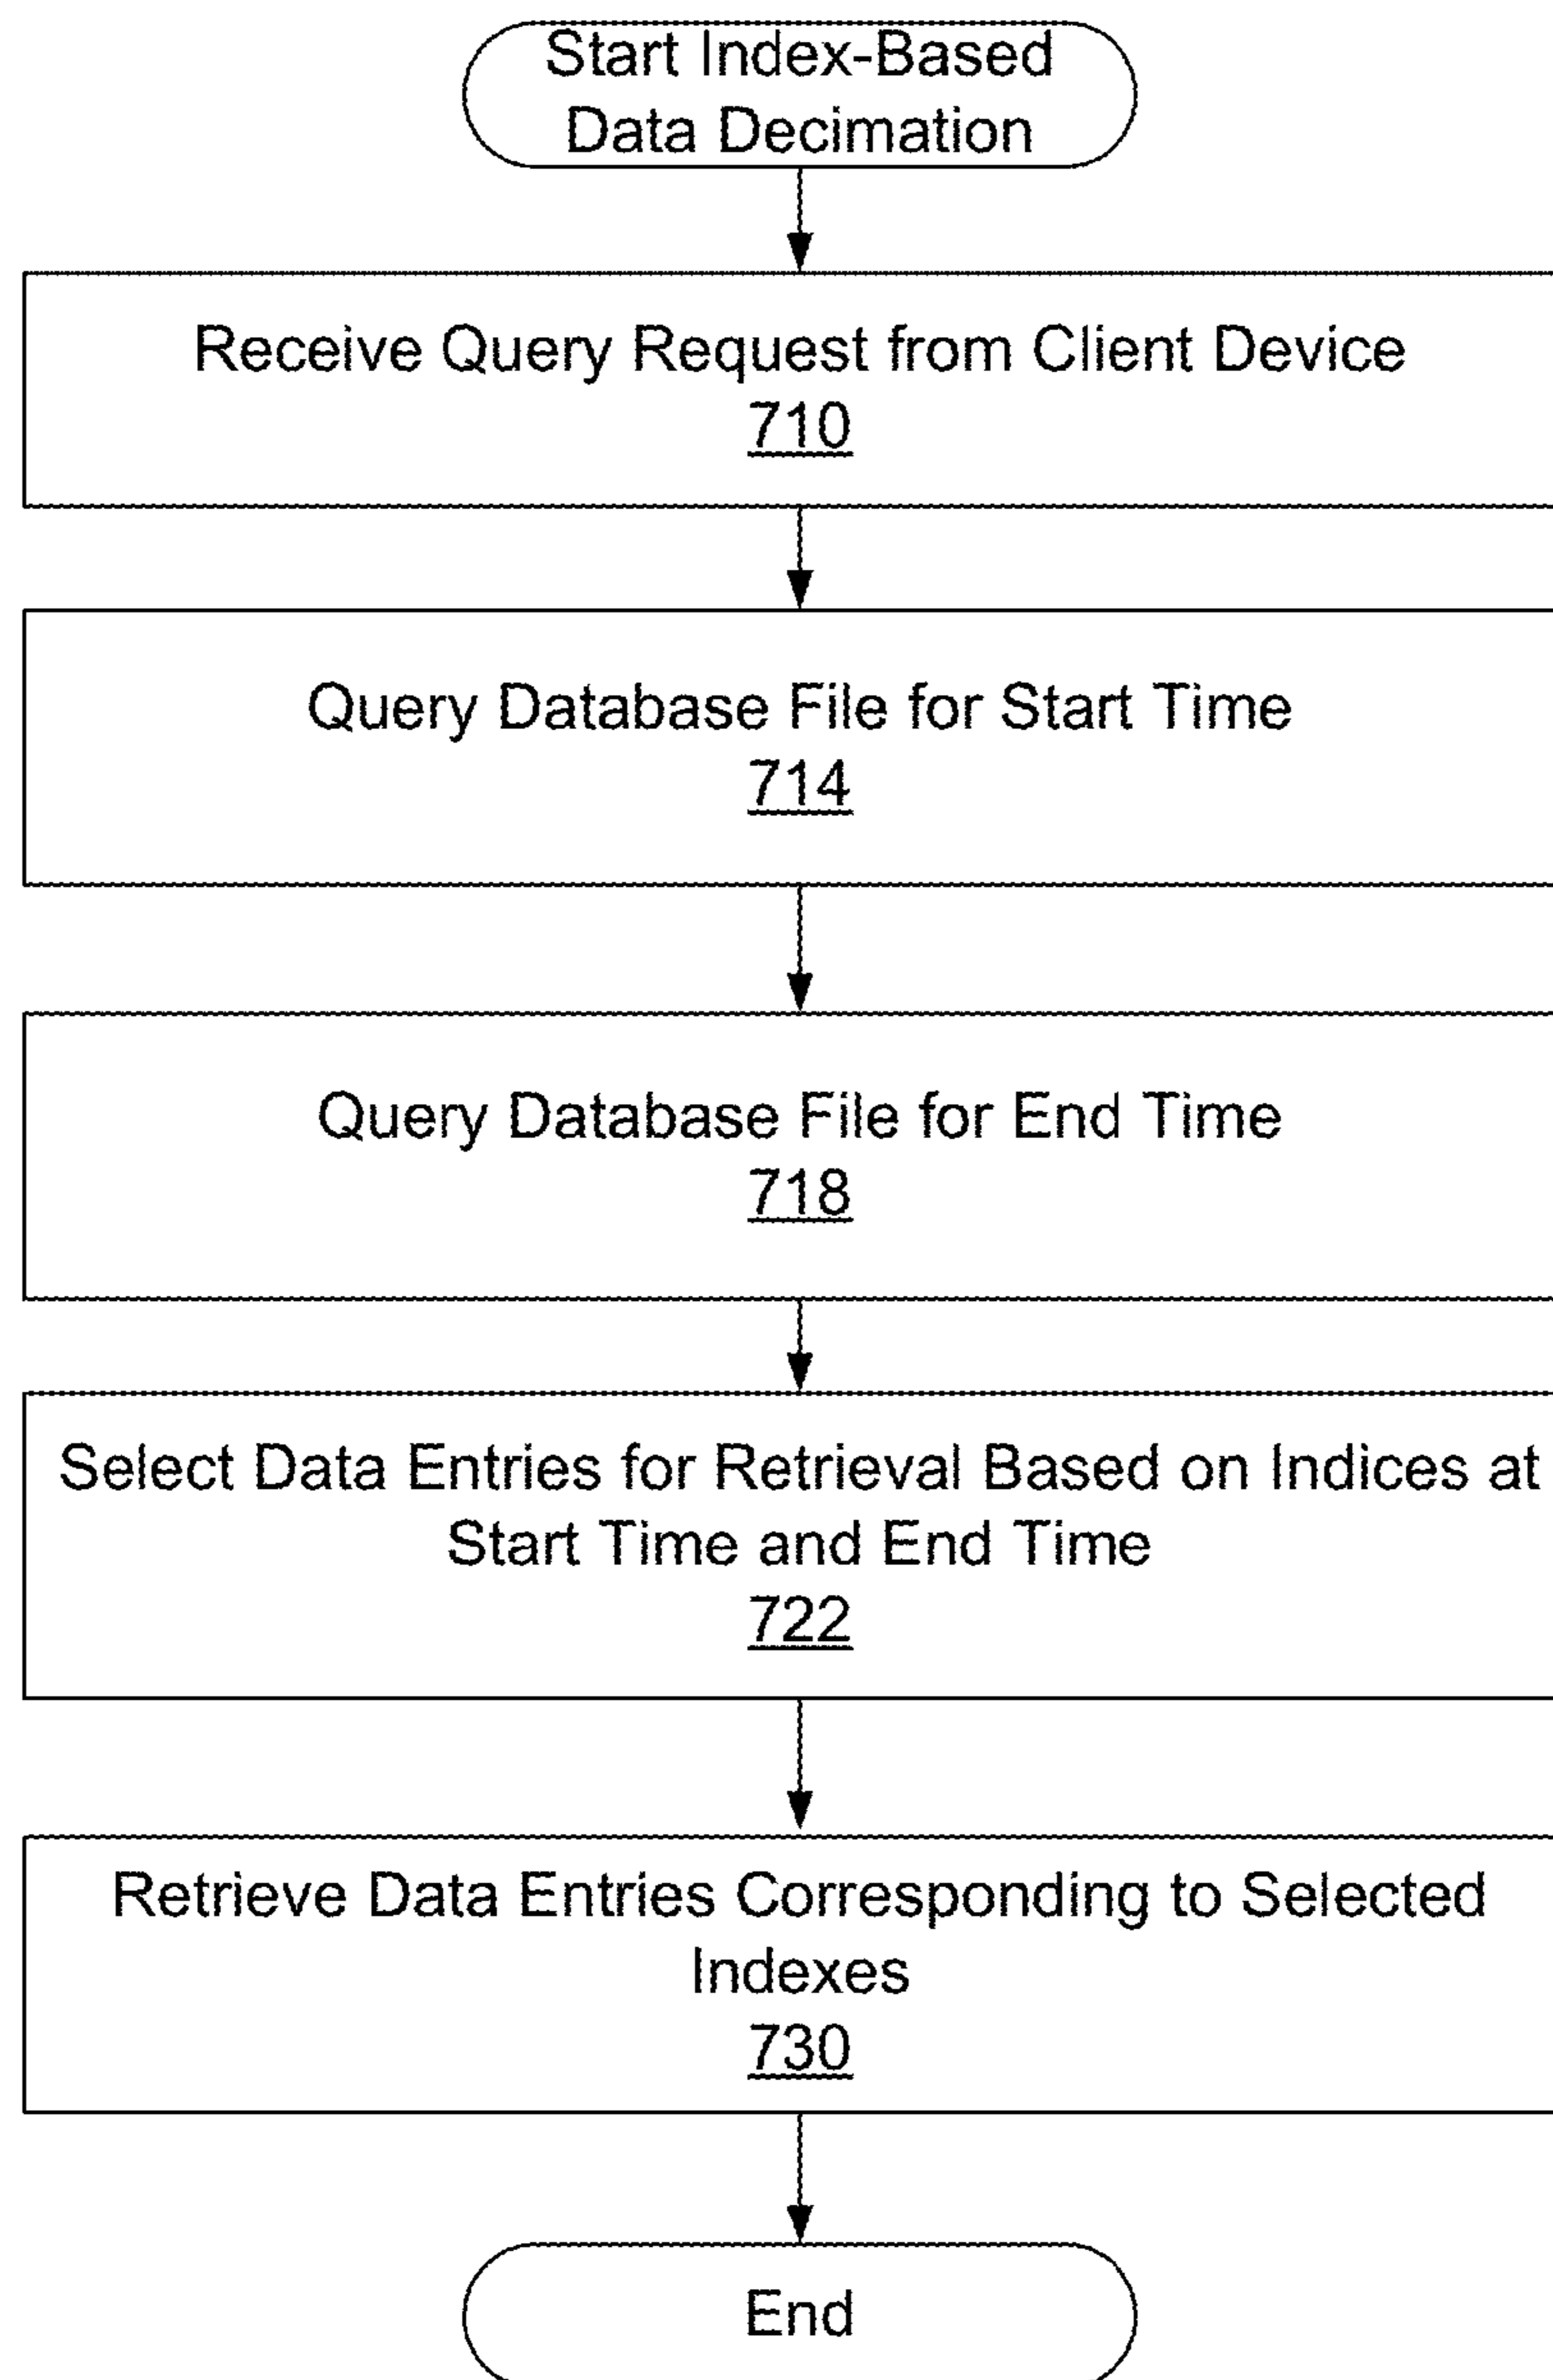 Start Index-Based
Data Decimation
Receive Query Request from Client Device
710
Query Database File for Start Time
714
Query Database File for End Time
718
Select Data Entries for Retrieval Based on Indices at
Start Time and End Time
722
Retrieve Data Entries Corresponding to Selected
Indexes
730
End